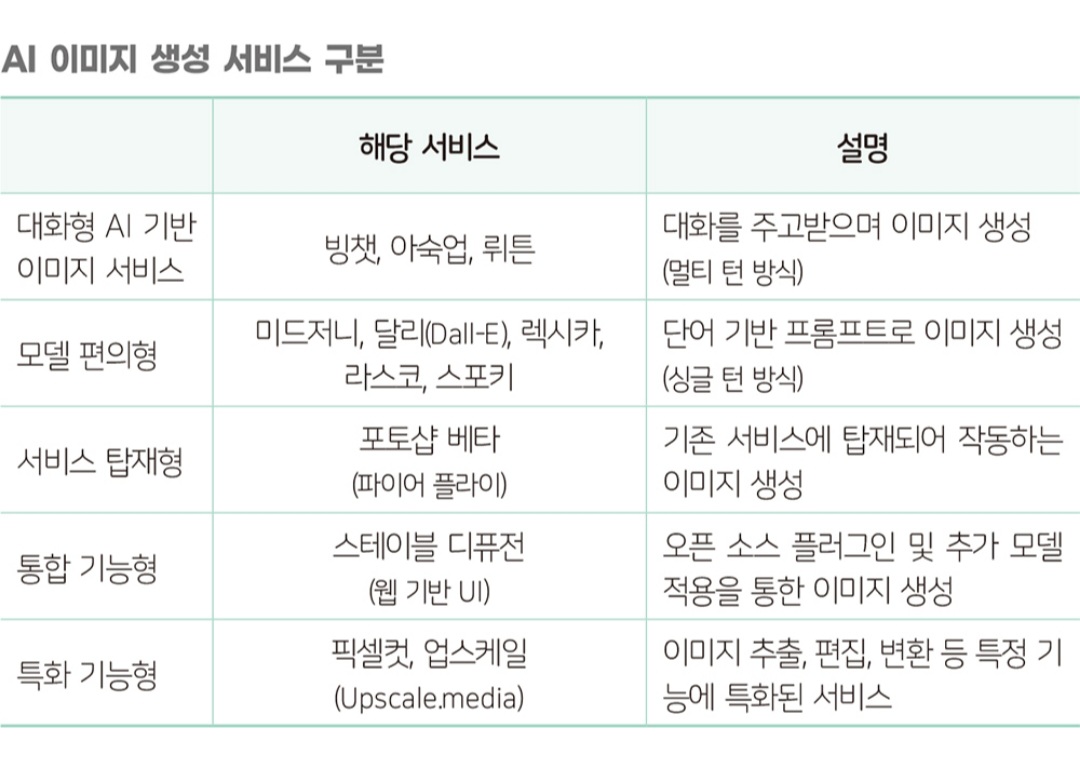 AI 이미지 생성 서비스 구분
해당 서비스
설명
대화형 AI 기반
이미지 서비스
빙챗, 아숙업, 뤼튼
대화를 주고받으며 이미지 생성
(멀티 턴 방식)
모델 편의형
미드저니, 달리(Dall-E), 렉시카,
라스코, 스포키
단어 기반 프롬프트로 이미지 생성
(싱글 턴 방식)
서비스 탑재형
포토샵 베타
(파이어 플라이)
기존 서비스에 탑재되어 작동하는
이미지 생성
통합 기능형
스테이블 디퓨전
(웹 기반 UI)
오픈 소스 플러그인 및 추가 모델
적용을 통한 이미지 생성
특화 기능형
픽셀컷, 업스케일
(Upscale.media)
이미지 추출, 편집, 변환 등 특정 기
능에 특화된 서비스